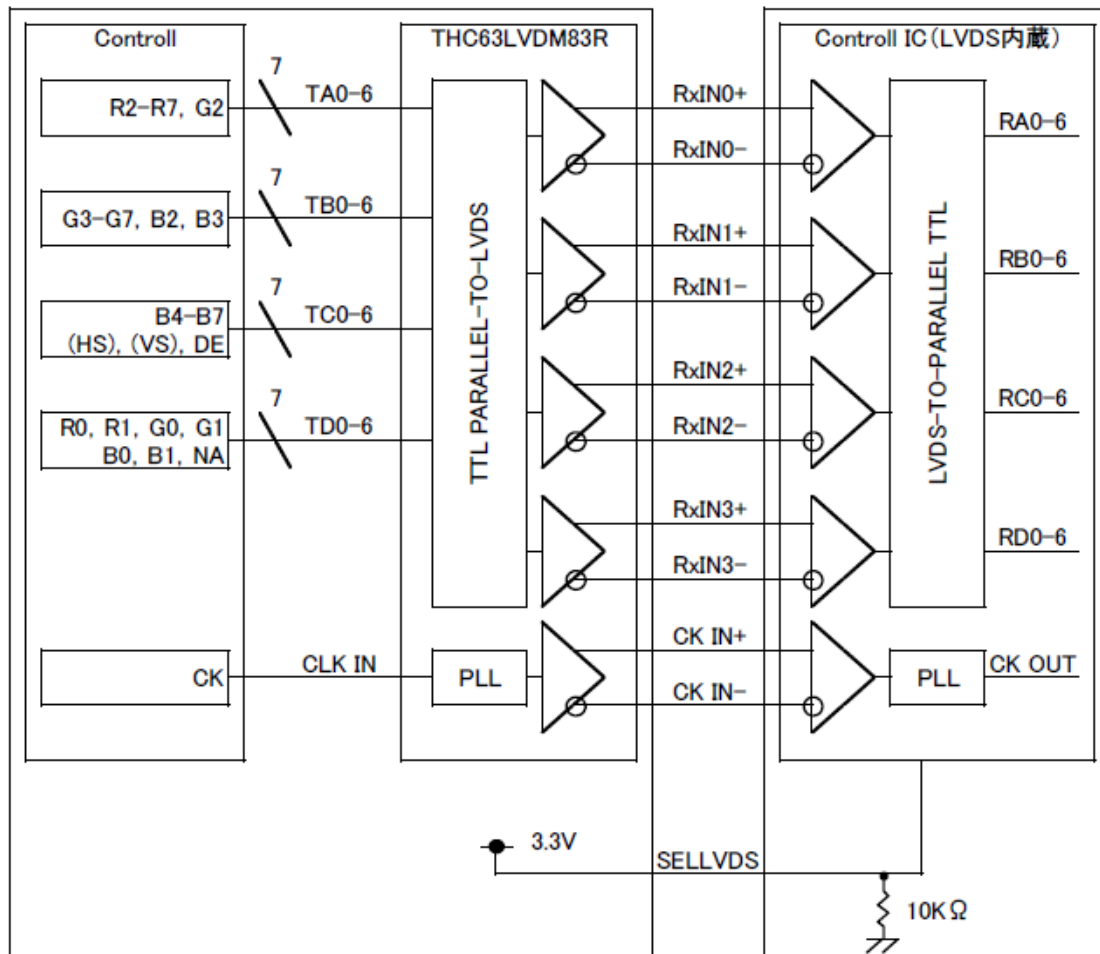 Controll
THC63LVDM83R
Controll IC(LVDS内蔵)
7
R2-R7, G2
TA0-6
RxIN0+
RxIN0-
RA0-6
7
G3-G7, B2, B3
TB0-6
RxIN1+
RxIN1-
RB0-6
7
B4-B7
(HS), (VS), DE
TC0-6
RxIN2+
RxIN2-
RC0-6
7
R0, R1, G0, G1
B0, B1, NA
TD0-6
RxIN3+
RxIN3-
RD0-6
TTL PARALLEL-TO-LVDS
LVDS-TO-PARALLEL TTL
CK
CLK IN
PLL
CK IN+
CK IN-
PLL
CK OUT
3.3V
SELLVDS
10KΩ